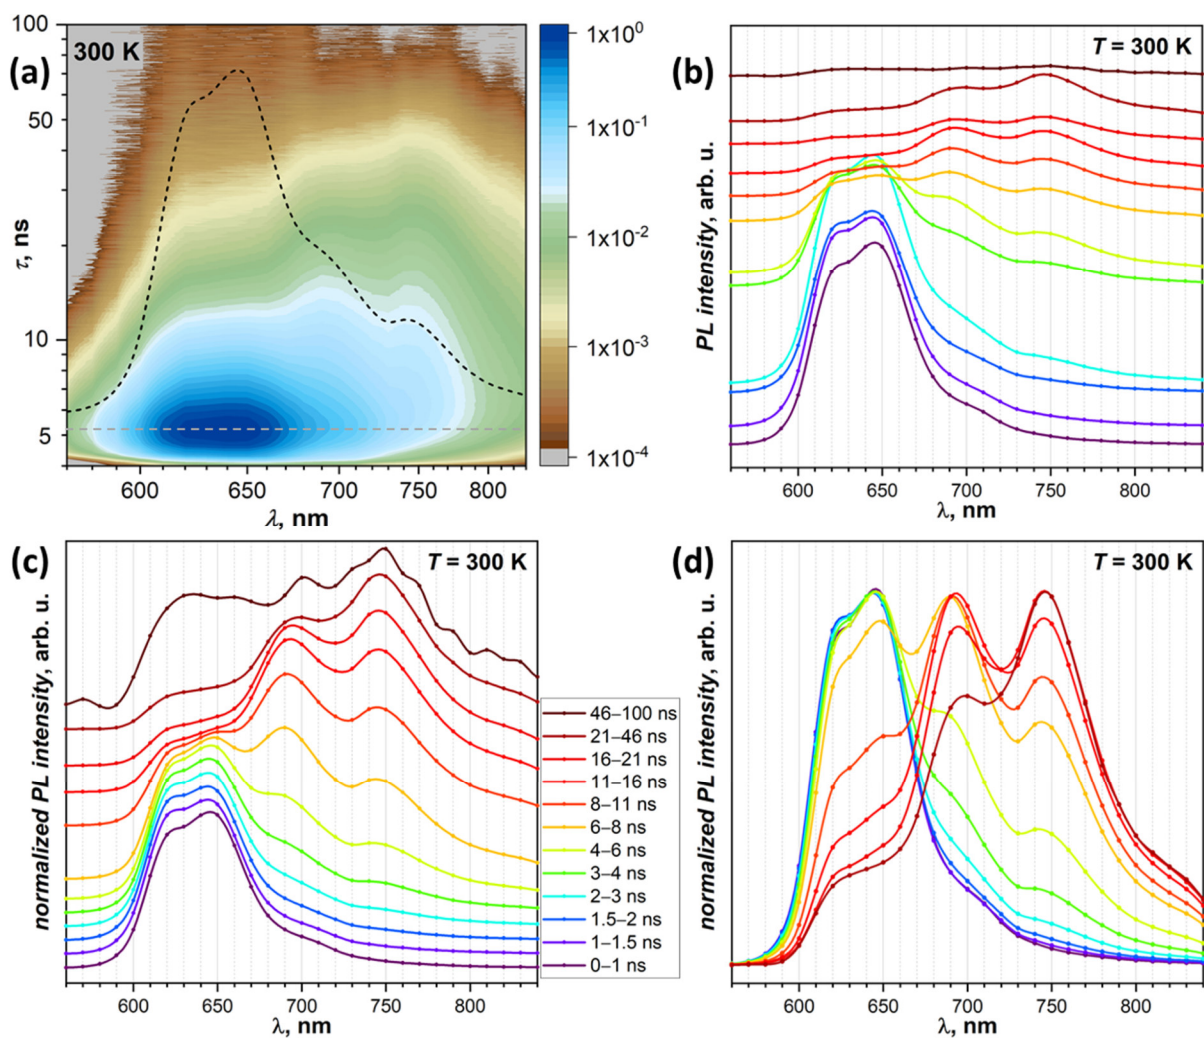 (a)
300 K
100
50
10
5
τ, ns
600
650
700
750
800
λ, nm
1x10⁰
1x10⁻¹
1x10⁻²
1x10⁻³
1x10⁻⁴
(b)
T = 300 K
PL intensity, arb. u.
600
650
700
750
800
λ, nm
(c)
T = 300 K
normalized PL intensity, arb. u.
600
650
700
750
800
λ, nm
46–100 ns
21–46 ns
16–21 ns
11–16 ns
8–11 ns
6–8 ns
4–6 ns
3–4 ns
2–3 ns
1.5–2 ns
1–1.5 ns
0–1 ns
(d)
T = 300 K
normalized PL intensity, arb. u.
600
650
700
750
800
λ, nm